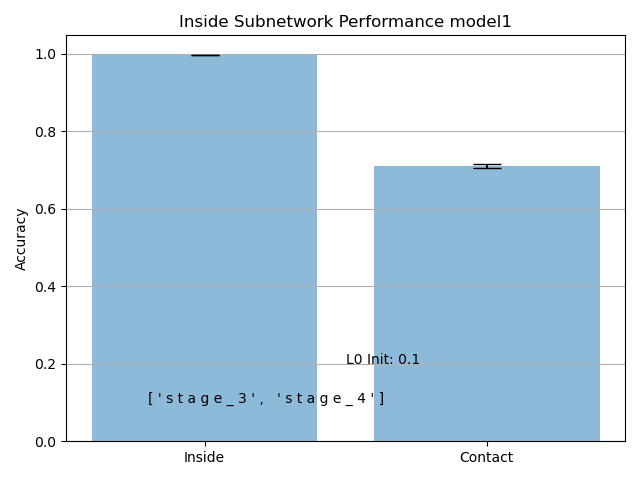 Inside Subnetwork Performance model1
1.0
0.8
0.6
0.4
0.2
0.0
Accuracy
L0 Init: 0.1
['stage_3', 'stage_4']
Inside
Contact